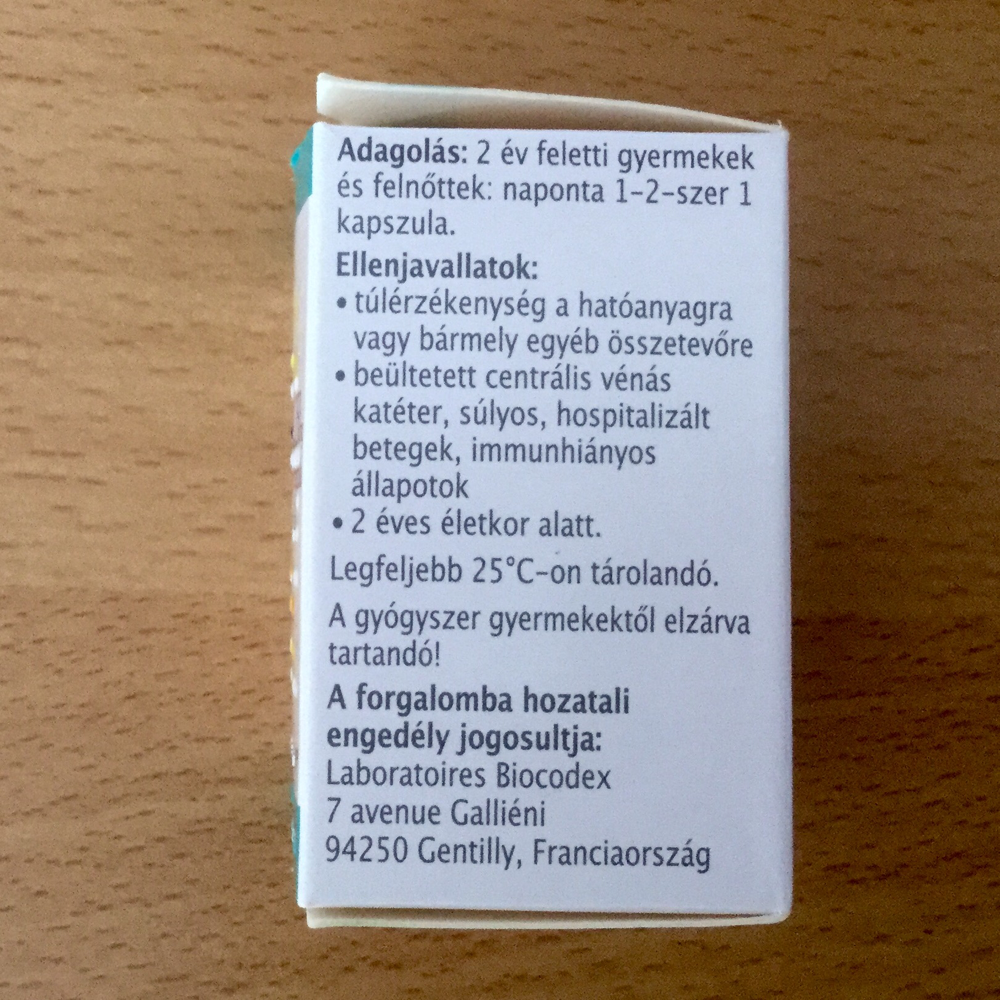 Adagolás: 2 év feletti gyermekek
és felnőttek: naponta 1–2–szer 1
kapszula.
Ellenjavallatok:
• túlérzékenység a hatóanyagra
vagy bármely egyéb összetevőre
• beültetett centrális vénás
katéter, súlyos, hospitalizált
betegek, immunhiányos
állapotok
• 2 éves életkor alatt.
Legfeljebb 25°C–on tárolandó.
A gyógyszer gyermekektől elzárva
tartandó!
A forgalomba hozatali
engedély jogosultja:
Laboratoires Biocodex
7 avenue Galliéni
94250 Gentilly, Franciaország